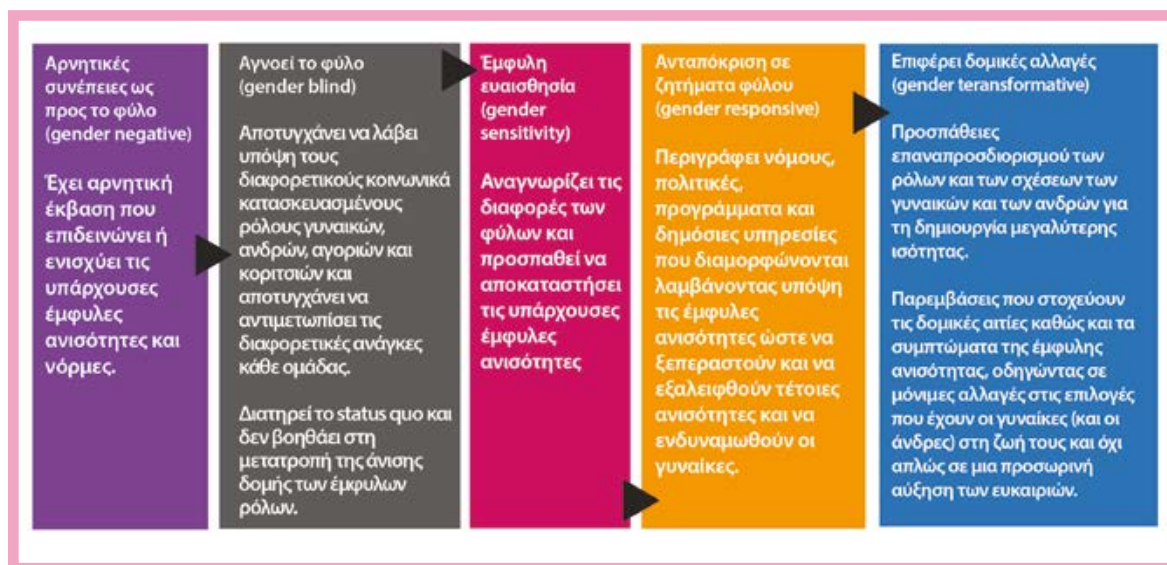 Αρνητικές
συνέπειες ως
προς το φύλο
(gender negative)
Έχει αρνητική
έκβαση που
επιδεινώνει ή
ενισχύει τις
υπάρχουσες
έμφυλες
ανισότητες και
νόρμες.
Αγνοεί το φύλο
(gender blind)
Αποτυγχάνει να λάβει
υπόψη τους
διαφορετικούς κοινωνικά
κατασκευασμένους
ρόλους γυναικών,
ανδρών, αγοριών και
κοριτσιών και
αποτυγχάνει να
αντιμετωπίσει τις
διαφορετικές ανάγκες
κάθε ομάδας.
Διατηρεί το status quo και
δεν βοηθάει στη
μετατροπή της άνισης
δομής των έμφυλων
ρόλων.
Έμφυλη
ευαισθησία
(gender
sensitivity)
Αναγνωρίζει τις
διαφορές των
φύλων και
προσπαθεί να
αποκαταστήσει
τις υπάρχουσες
έμφυλες
ανισότητες
Ανταπόκριση σε
ζητήματα φύλου
(gender responsive)
Περιγράφει νόμους,
πολιτικές,
προγράμματα και
δημόσιες υπηρεσίες
που διαμορφώνονται
λαμβάνοντας υπόψη
τις έμφυλες
ανισότητες ώστε να
ξεπεραστούν και να
εξαλειφθούν τέτοιες
ανισότητες και να
ενδυναμωθούν οι
γυναίκες.
Επιφέρει δομικές αλλαγές
(gender teransformative)
Προσπάθειες
επαναπροσδιορισμού των
ρόλων και των σχέσεων των
γυναικών και των ανδρών για
τη δημιουργία μεγαλύτερης
ισότητας.
Παρεμβάσεις που στοχεύουν
τις δομικές αιτίες καθώς και τα
συμπτώματα της έμφυλης
ανισότητας, οδηγώντας σε
μόνιμες αλλαγές στις επιλογές
που έχουν οι γυναίκες (και οι
άνδρες) στη ζωή τους και όχι
απλώς σε μια προσωρινή
αύξηση των ευκαιριών.